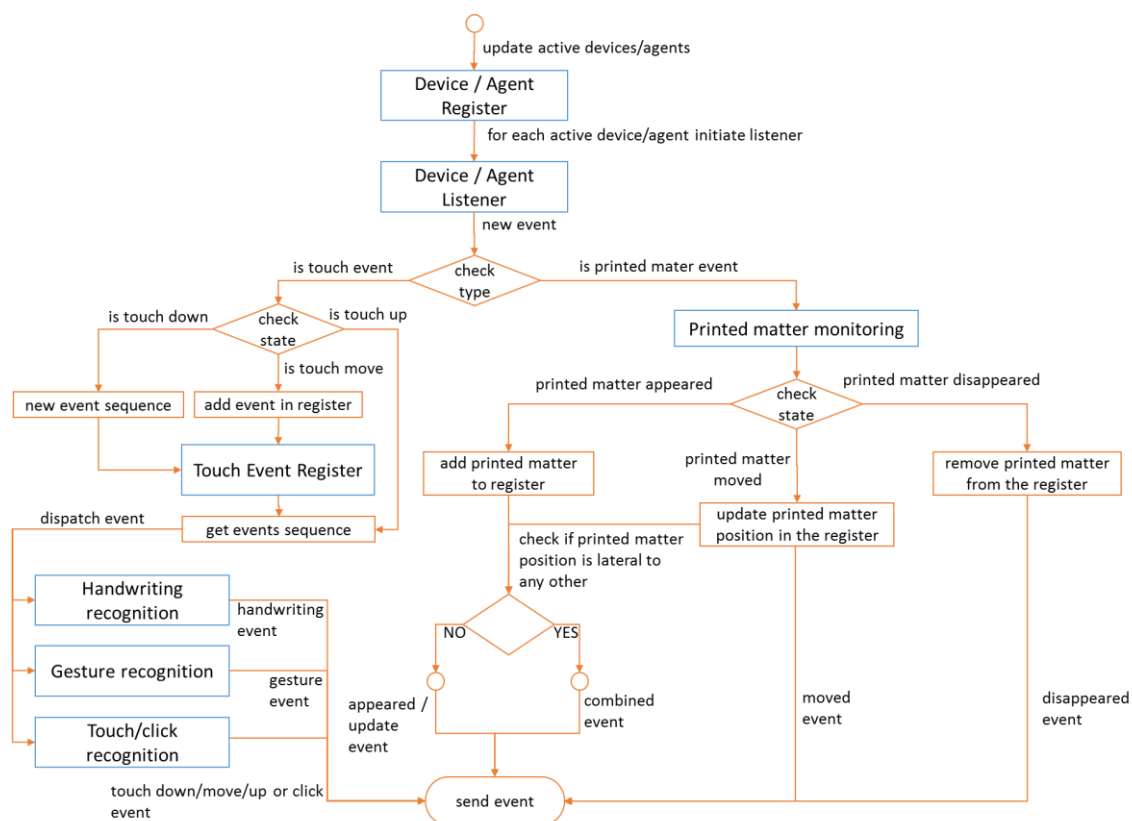 update active devices/agents
Device / Agent
Register
for each active device/agent initiate listener
Device / Agent
Listener
new event
check
type
is touch event
is printed mater event
is touch down
check
state
is touch up
is touch move
new event sequence
add event in register
Touch Event Register
get events sequence
dispatch event
Handwriting
recognition
handwriting
event
Gesture recognition
gesture
event
Touch/click
recognition
touch down/move/up or click
event
Printed matter monitoring
printed matter appeared
check
state
printed matter disappeared
add printed matter
to register
printed matter
moved
remove printed matter
from the register
update printed matter
position in the register
check if printed matter
position is lateral to
any other
NO
YES
appeared /
update
event
combined
event
moved
event
disappeared
event
send event